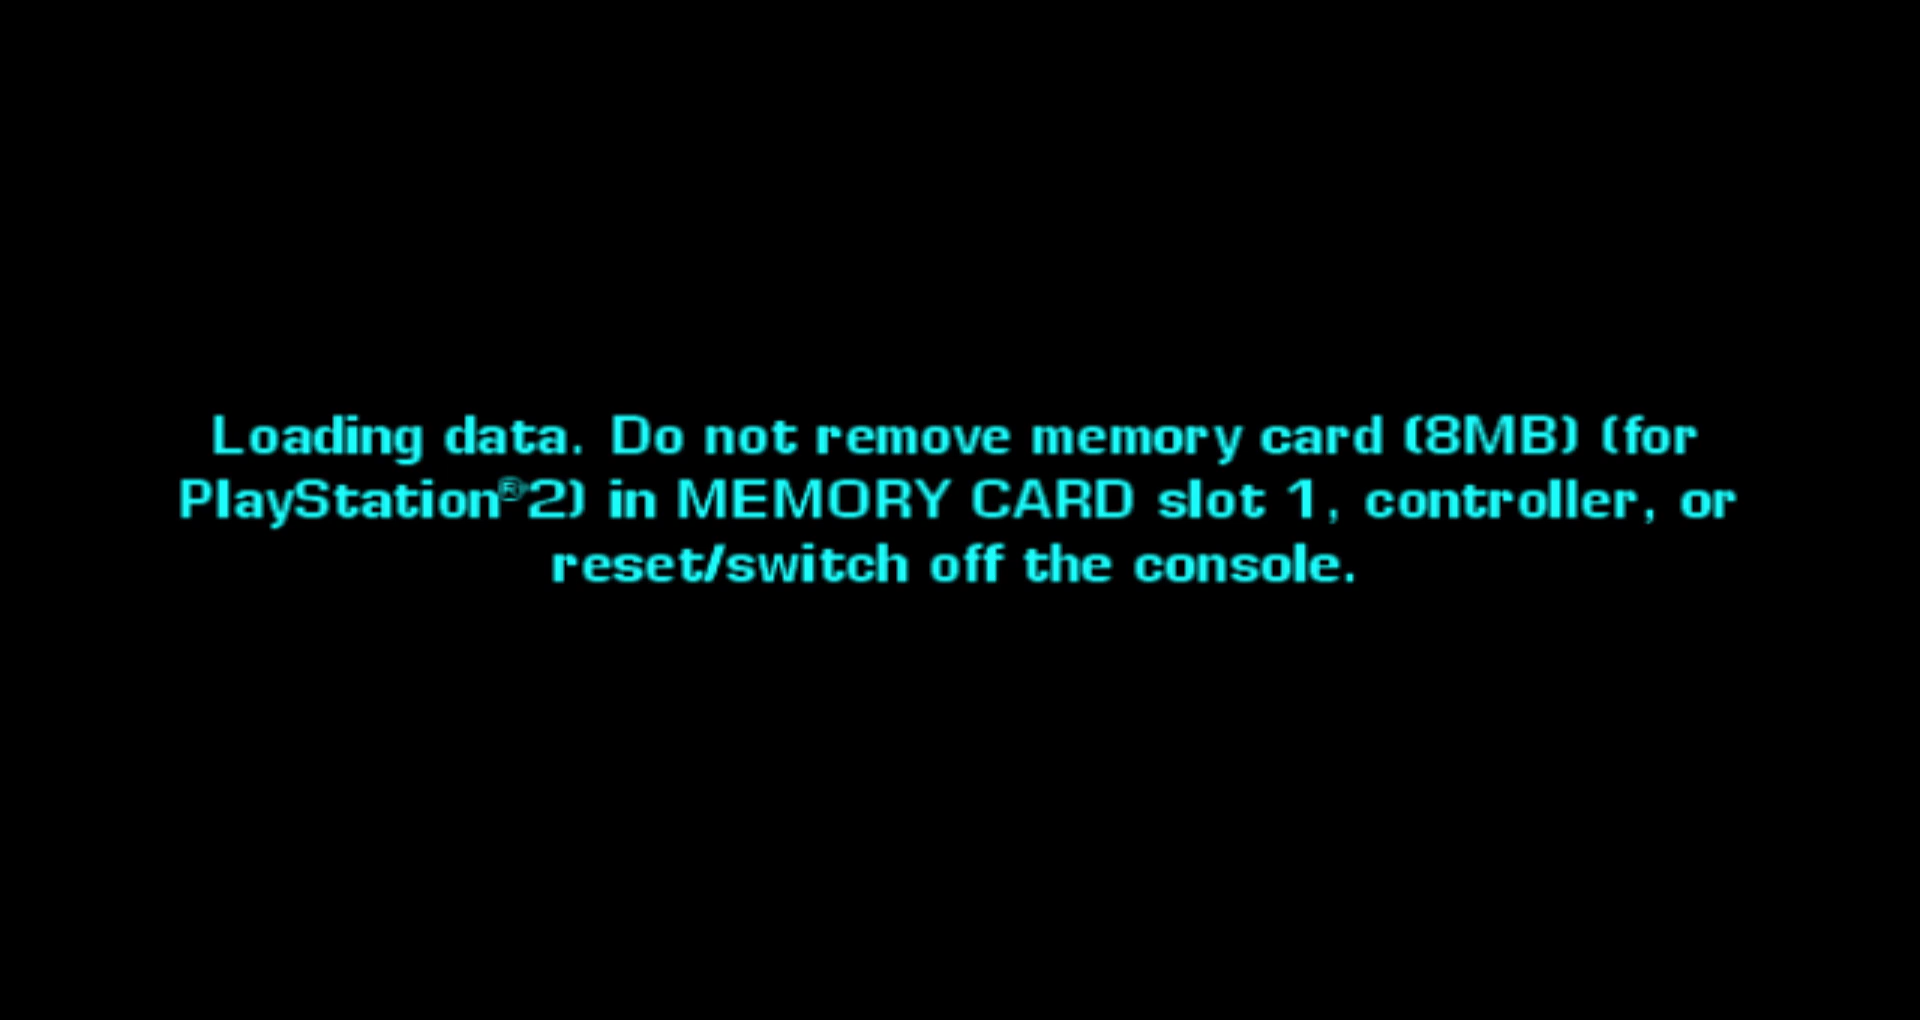 Loading data. Do not remove memory card (8MB) (for
PlayStation®2) in MEMORY CARD slot 1, controller, or
reset/switch off the console.